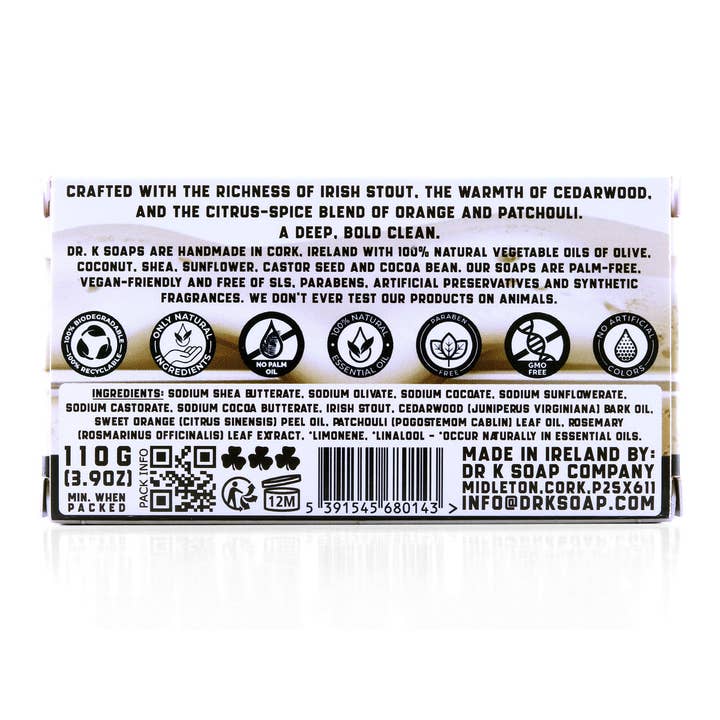 CRAFTED WITH THE RICHNESS OF IRISH STOUT, THE WARMTH OF CEDARWOOD,
AND THE CITRUS-SPICE BLEND OF ORANGE AND PATCHOULI.
A DEEP, BOLD CLEAN.
DR. K SOAPS ARE HANDMADE IN CORK, IRELAND WITH 100% NATURAL VEGETABLE OILS OF OLIVE,
COCONUT, SHEA, SUNFLOWER, CASTOR SEED AND COCOA BEAN. OUR SOAPS ARE PALM-FREE,
VEGAN-FRIENDLY AND FREE OF SLS, PARABENS, ARTIFICIAL PRESERVATIVES AND SYNTHETIC
FRAGRANCES. WE DON'T EVER TEST OUR PRODUCTS ON ANIMALS.
100% BIODEGRADABLE
100% RECYCLABLE
ONLY NATURAL
INGREDIENTS
NO PALM
OIL
100% NATURAL
ESSENTIAL OIL
PARABEN
FREE
GMO
FREE
NO ARTIFICIAL
COLORS
INGREDIENTS: SODIUM SHEA BUTTERATE, SODIUM OLIVATE, SODIUM COCOATE, SODIUM SUNFLOWERATE,
SODIUM CASTORATE, SODIUM COCOA BUTTERATE, IRISH STOUT, CEDARWOOD (JUNIPERUS VIRGINIANA) BARK OIL,
SWEET ORANGE (CITRUS SINENSIS) PEEL OIL, PATCHOULI (POGOSTEMOM CABLIN) LEAF OIL, ROSEMARY
(ROSMARINUS OFFICINALIS) LEAF EXTRACT, *LIMONENE, *LINALOOL - *OCCUR NATURALLY IN ESSENTIAL OILS.
110 G
(3.9OZ)
MIN. WHEN
PACKED
PACK INFO
12M
5 391545 680143 >
MADE IN IRELAND BY:
DR K SOAP COMPANY
MIDLETON, CORK, P25X611
INFO@DRKSOAP.COM